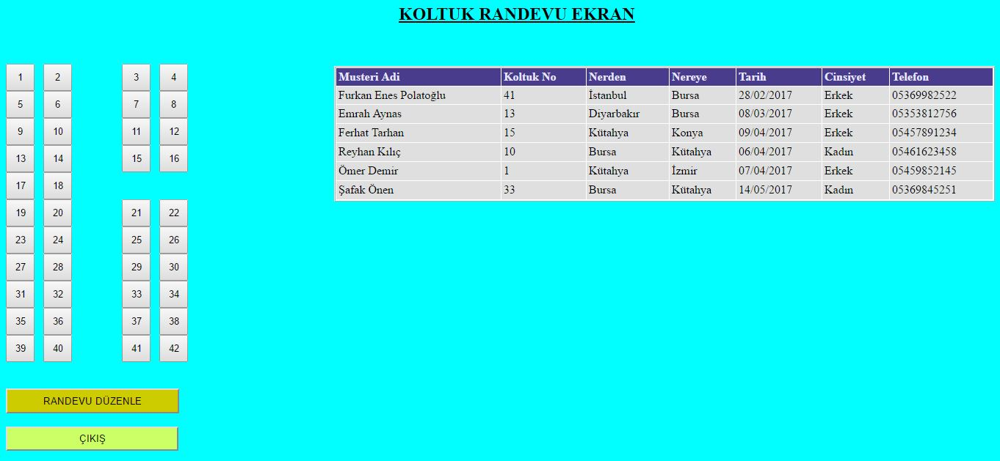 KOLTUK RANDEVU EKRAN
1 2 3 4
5 6 7 8
9 10 11 12
13 14 15 16
17 18
19 20 21 22
23 24 25 26
27 28 29 30
31 32 33 34
35 36 37 38
39 40 41 42
RANDEVU DÜZENLE
ÇIKIŞ
Musteri Adi Koltuk No Nerden Nereye Tarih Cinsiyet Telefon
Furkan Enes Polatoğlu 41 İstanbul Bursa 28/02/2017 Erkek 05369982522
Emrah Aynas 13 Diyarbakır Bursa 08/03/2017 Erkek 05353812756
Ferhat Tarhan 15 Kütahya Konya 09/04/2017 Erkek 05457891234
Reyhan Kılıç 10 Bursa Kütahya 06/04/2017 Kadın 05461623458
Ömer Demir 1 Kütahya İzmir 07/04/2017 Erkek 05459852145
Şafak Önen 33 Bursa Kütahya 14/05/2017 Kadın 05369845251